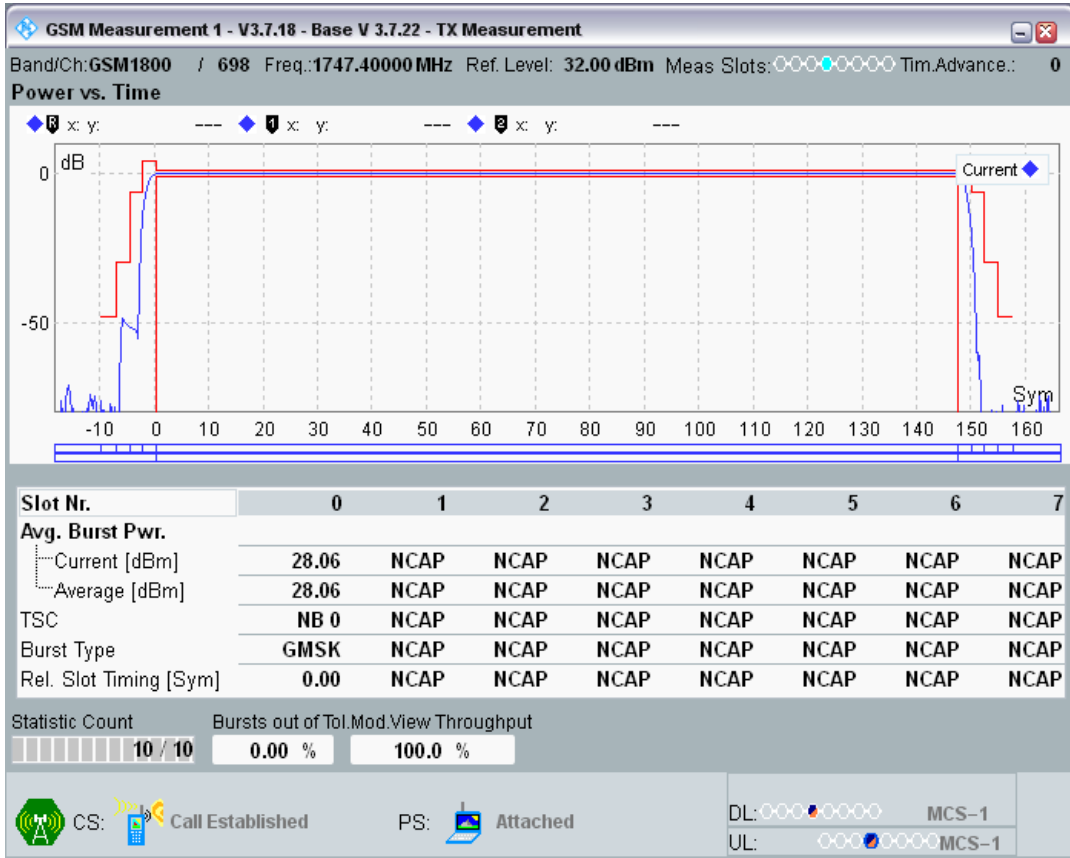 GSM Measurement 1 - V3.7.18 - Base V 3.7.22 - TX Measurement
Band/Ch:GSM1800 / 698 Freq.:1747.40000 MHz Ref. Level: 32.00 dBm Meas Slots: Tim.Advance.: 0
Power vs. Time
R x: y: --- 1 x: y: --- 2 x: y: ---
dB
0
Current
-50
Sym
-10 0 10 20 30 40 50 60 70 80 90 100 110 120 130 140 150 160
Slot Nr. 0 1 2 3 4 5 6 7
Avg. Burst Pwr.
Current [dBm] 28.06 NCAP NCAP NCAP NCAP NCAP NCAP NCAP
Average [dBm] 28.06 NCAP NCAP NCAP NCAP NCAP NCAP NCAP
TSC NB 0 NCAP NCAP NCAP NCAP NCAP NCAP NCAP
Burst Type GMSK NCAP NCAP NCAP NCAP NCAP NCAP NCAP
Rel. Slot Timing [Sym] 0.00 NCAP NCAP NCAP NCAP NCAP NCAP NCAP
Statistic Count Bursts out of Tol. Mod.View Throughput
10 / 10 0.00 % 100.0 %
CS: Call Established PS: Attached
DL: MCS-1
UL: MCS-1